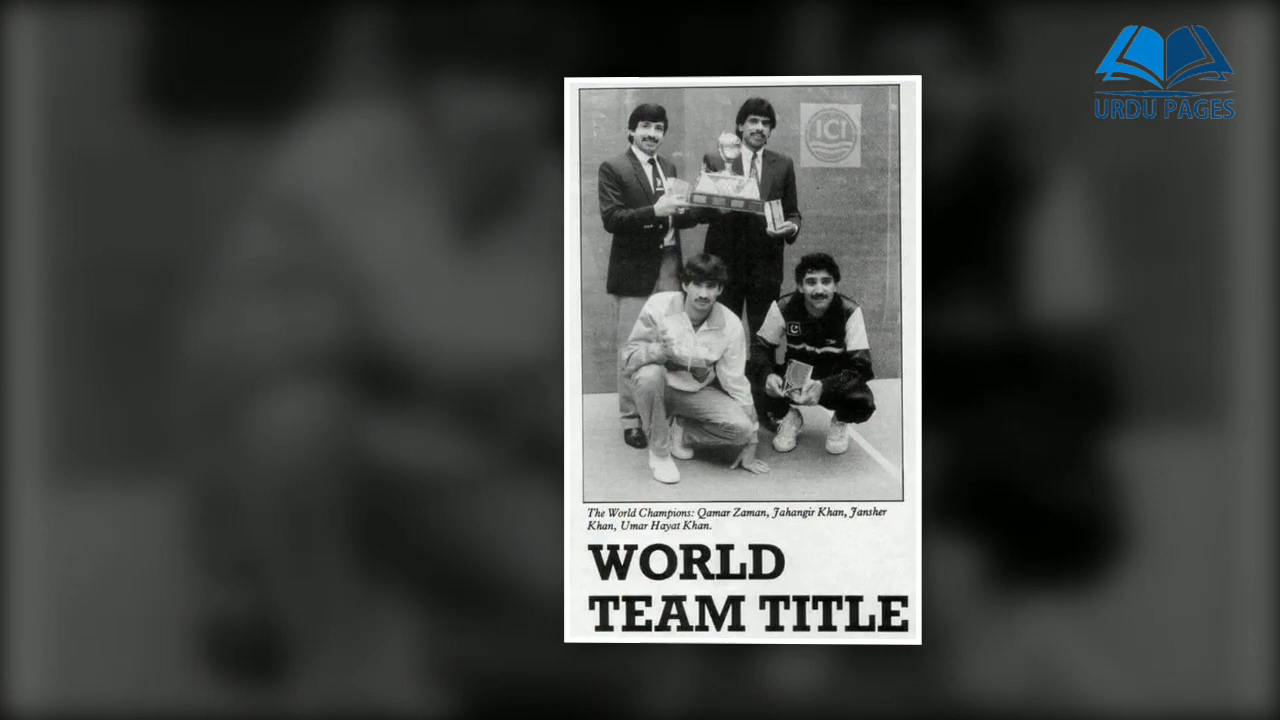 URDU PAGES
ICI
The World Champions: Qamar Zaman, Jahangir Khan, Jansher
Khan, Umar Hayat Khan.
WORLD
TEAM TITLE